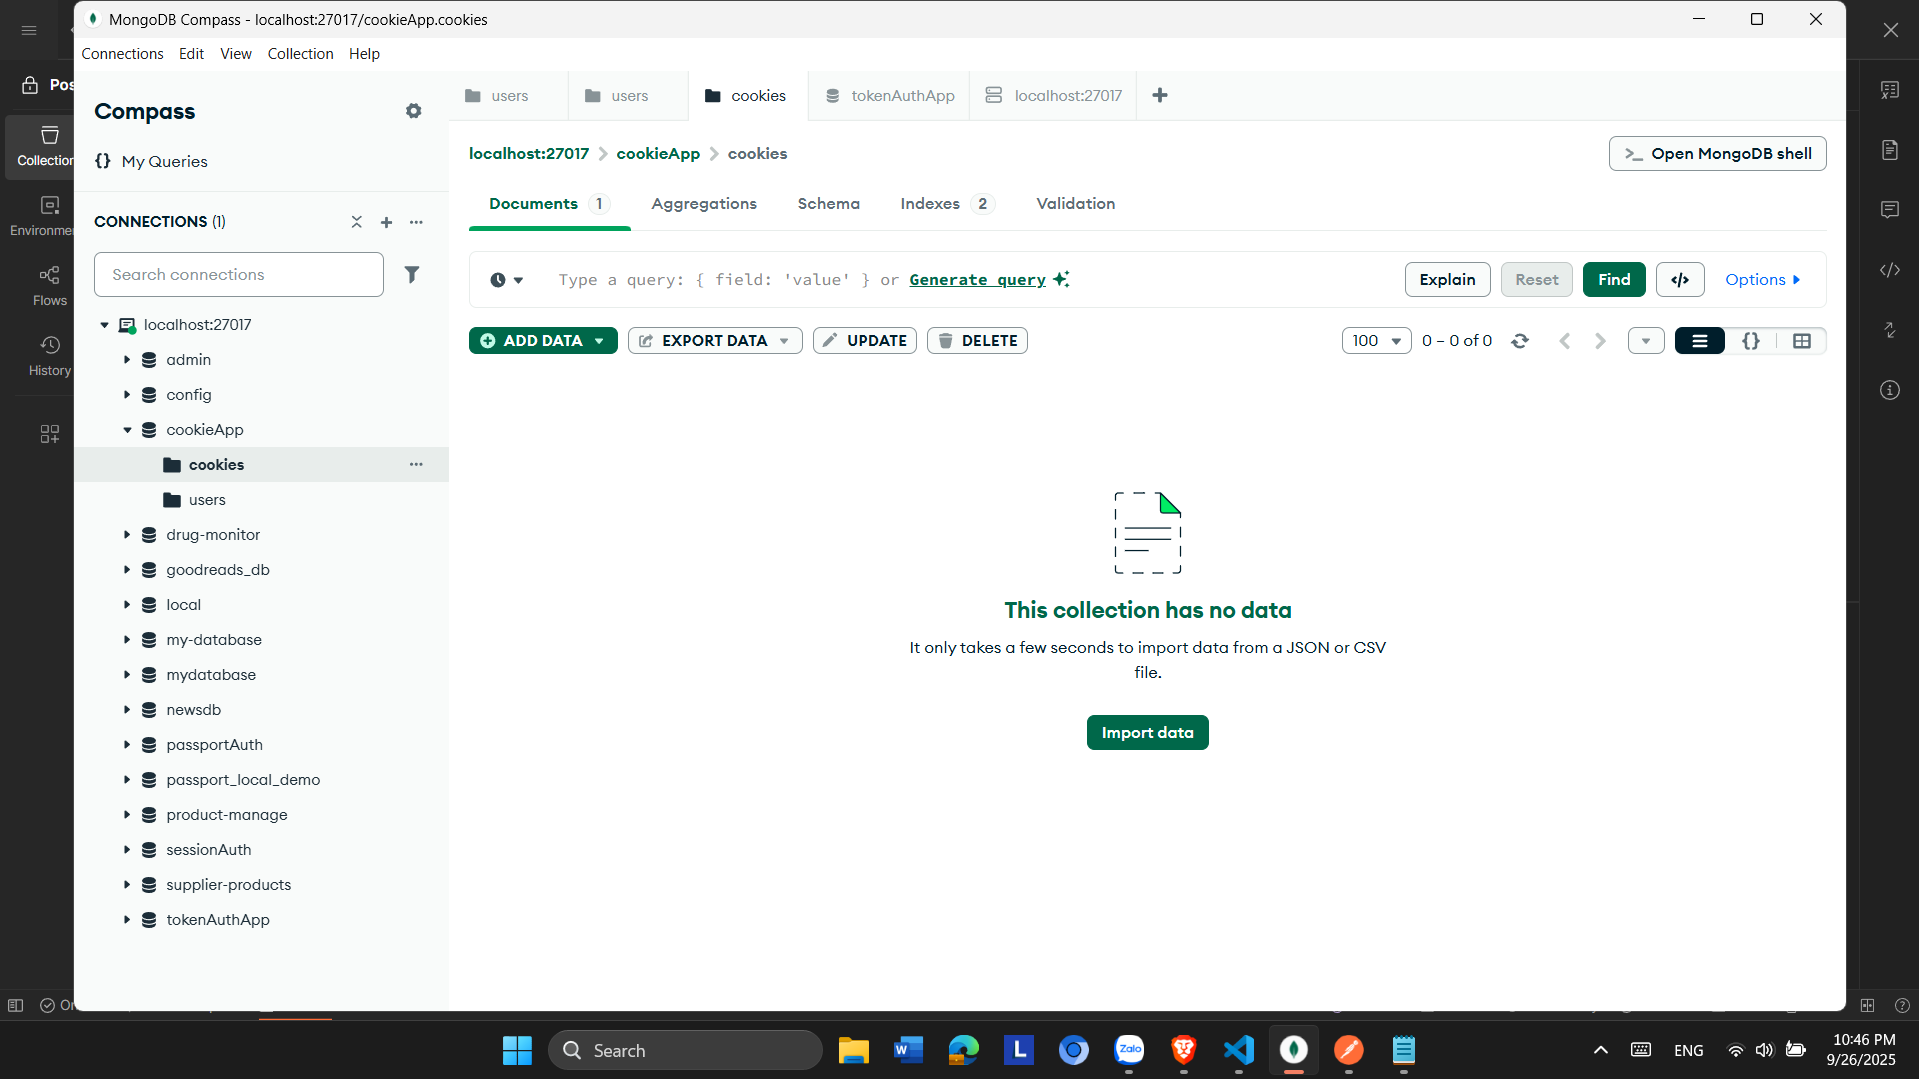 MongoDB Compass - localhost:27017/cookieApp.cookies
Connections Edit View Collection Help
Compass
{} My Queries
CONNECTIONS (1)
Search connections
localhost:27017
admin
config
cookieApp
cookies
users
drug-monitor
goodreads_db
local
my-database
mydatabase
newsdb
passportAuth
passport_local_demo
product-manage
sessionAuth
supplier-products
tokenAuthApp
users users cookies tokenAuthApp localhost:27017
localhost:27017 cookieApp cookies
Open MongoDB shell
Documents 1 Aggregations Schema Indexes 2 Validation
Type a query: { field: 'value' } or Generate query
Explain Reset Find </> Options
ADD DATA EXPORT DATA UPDATE DELETE
100 0 – 0 of 0 {}
This collection has no data
It only takes a few seconds to import data from a JSON or CSV
file.
Import data
Pos
Collection
Environme
Flows
History
Search
W L Zalo
ENG
10:46 PM
9/26/2025